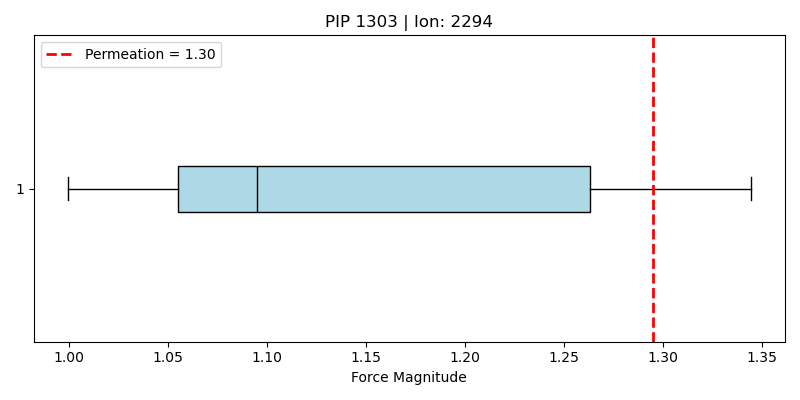 PIP 1303 | Ion: 2294
Permeation = 1.30
1
1.00 1.05 1.10 1.15 1.20 1.25 1.30 1.35
Force Magnitude